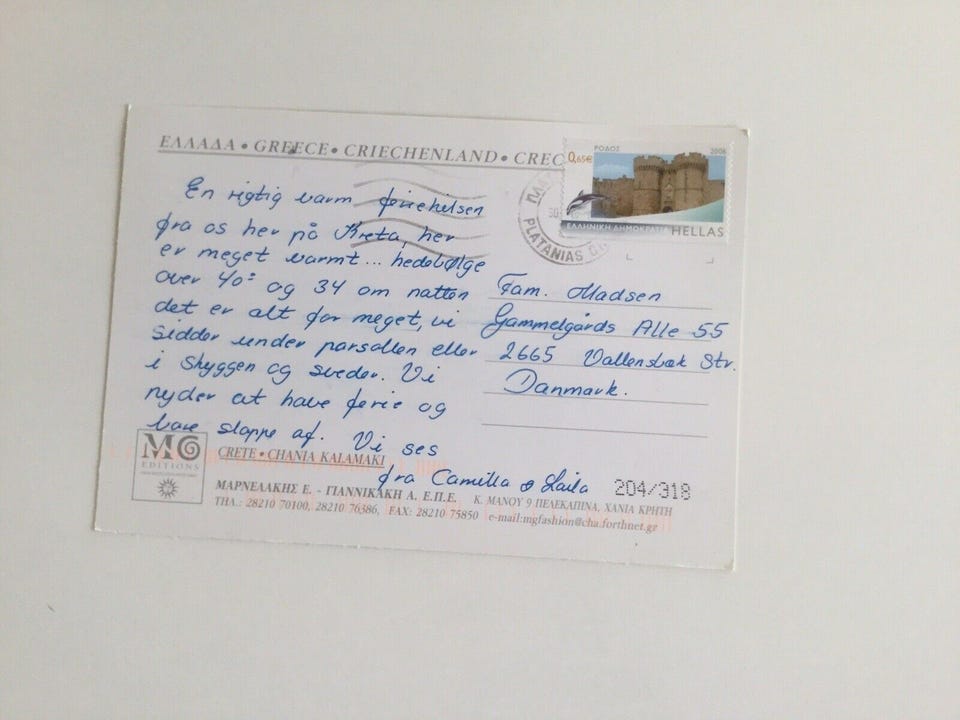 ΕΛΛΑΔΑ • GREECE • CRIECHENLAND • CREC
ΡΟΔΟΣ 2006
0,65€
ΕΛΛΗΝΙΚΗ ΔΗΜΟΚΡΑΤΙΑ HELLAS
PLATANIAS
En rigtig varm feriehilsen
fra os her på Kreta, her
er meget varmt... hedebølge
over 40° og 34 om natten
det er alt for meget, vi
sidder under parsollen eller
i skyggen og sveder. Vi
nyder at have ferie og
bare slappe af. Vi ses
fra Camilla & Laila
Fam. Madsen
Gammelgårds Alle 55
2665 Vallensbæk Str.
Danmark.
MG
EDITIONS
CRETE • CHANIA KALAMAKI
204/318
ΜΑΡΝΕΛΑΚΗΣ Ε. - ΓΙΑΝΝΙΚΑΚΗ Α. Ε.Π.Ε. Κ. ΜΑΝΟΥ 9 ΠΕΛΕΚΑΠΙΝΑ, ΧΑΝΙΑ ΚΡΗΤΗ
ΤΗΛ.: 28210 70100, 28210 76386, FAX: 28210 75850 e-mail:mgfashion@cha.forthnet.gr